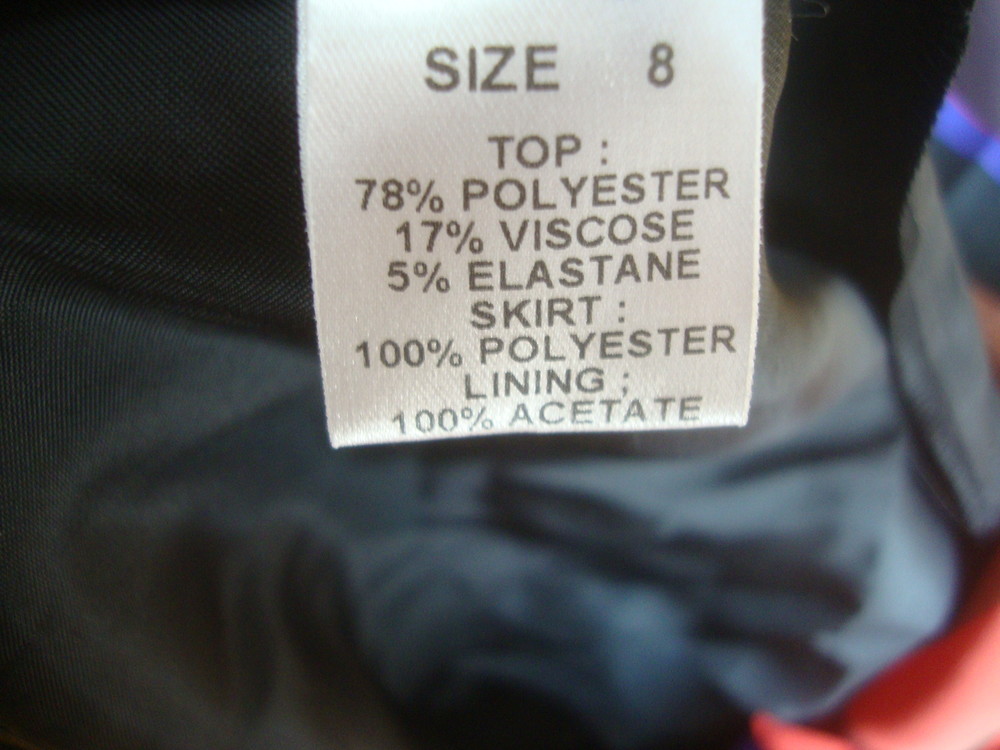 SIZE 8
TOP :
78% POLYESTER
17% VISCOSE
5% ELASTANE
SKIRT :
100% POLYESTER
LINING ;
100% ACETATE